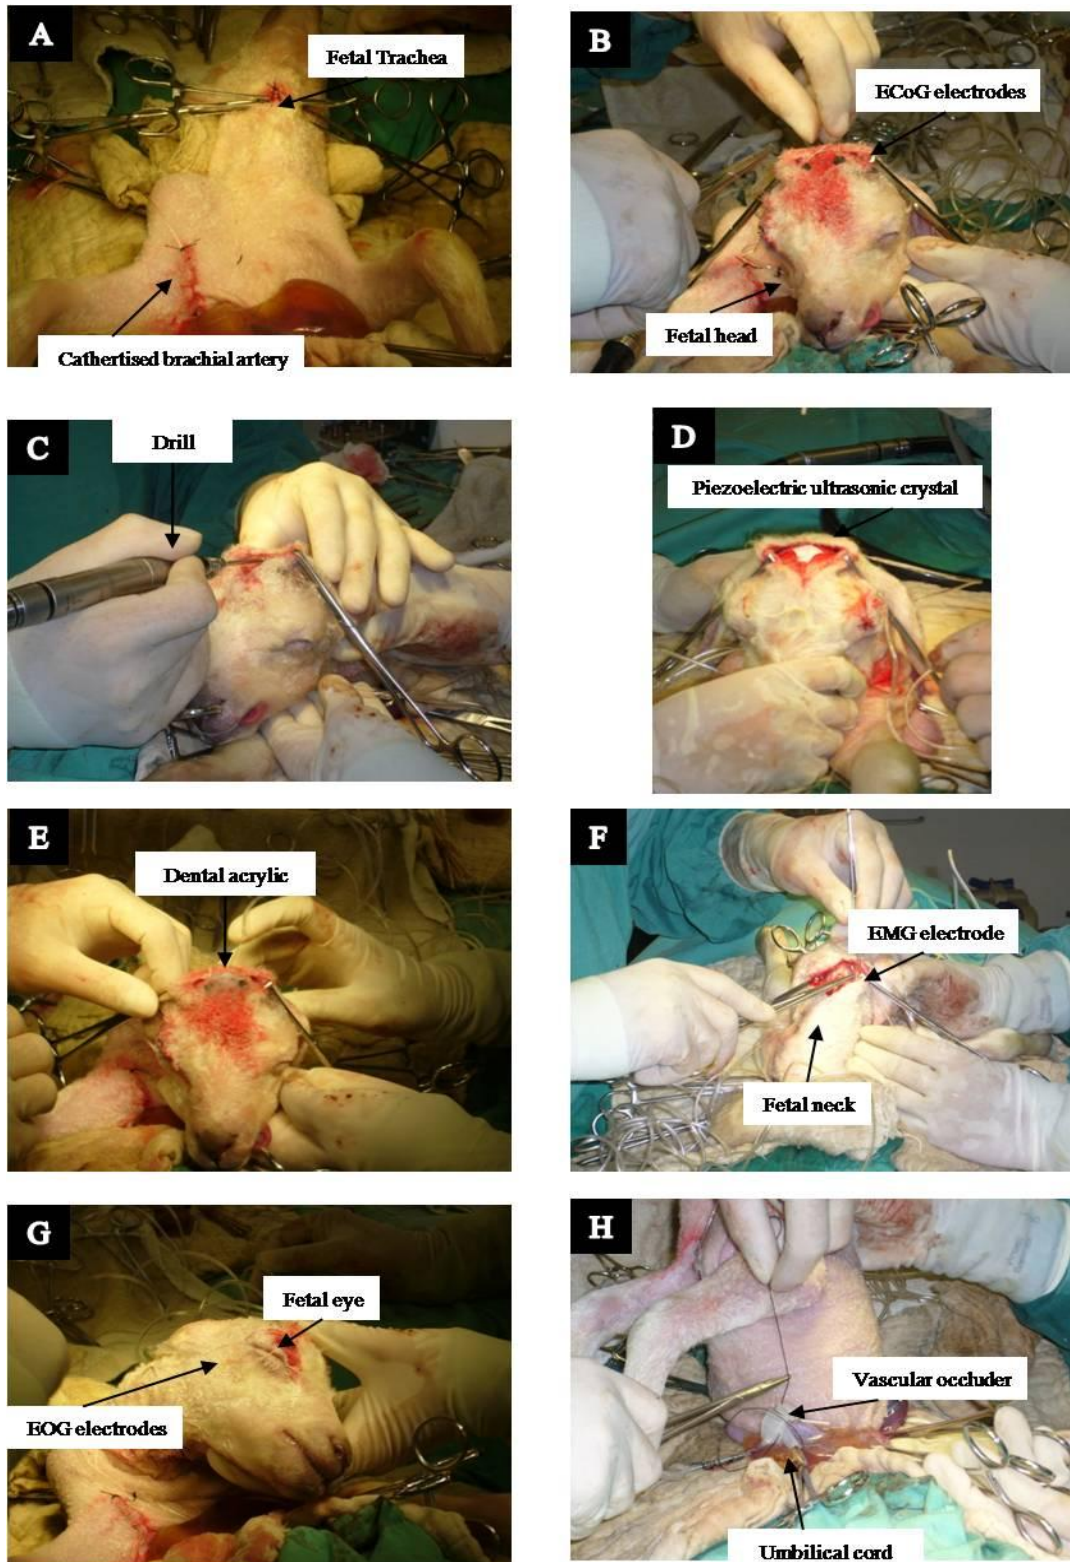 A
Fetal Trachea
Cathertised brachial artery
B
ECoG electrodes
Fetal head
C
Drill
D
Piezoelectric ultrasonic crystal
E
Dental acrylic
F
EMG electrode
Fetal neck
G
Fetal eye
EOG electrodes
H
Vascular occluder
Umbilical cord